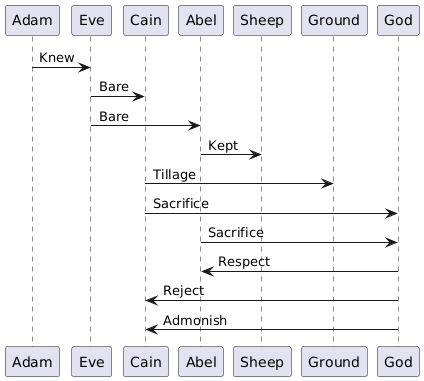 Adam Eve Cain Abel Sheep Ground God
Knew
Bare
Bare
Kept
Tillage
Sacrifice
Sacrifice
Respect
Reject
Admonish
Adam Eve Cain Abel Sheep Ground God